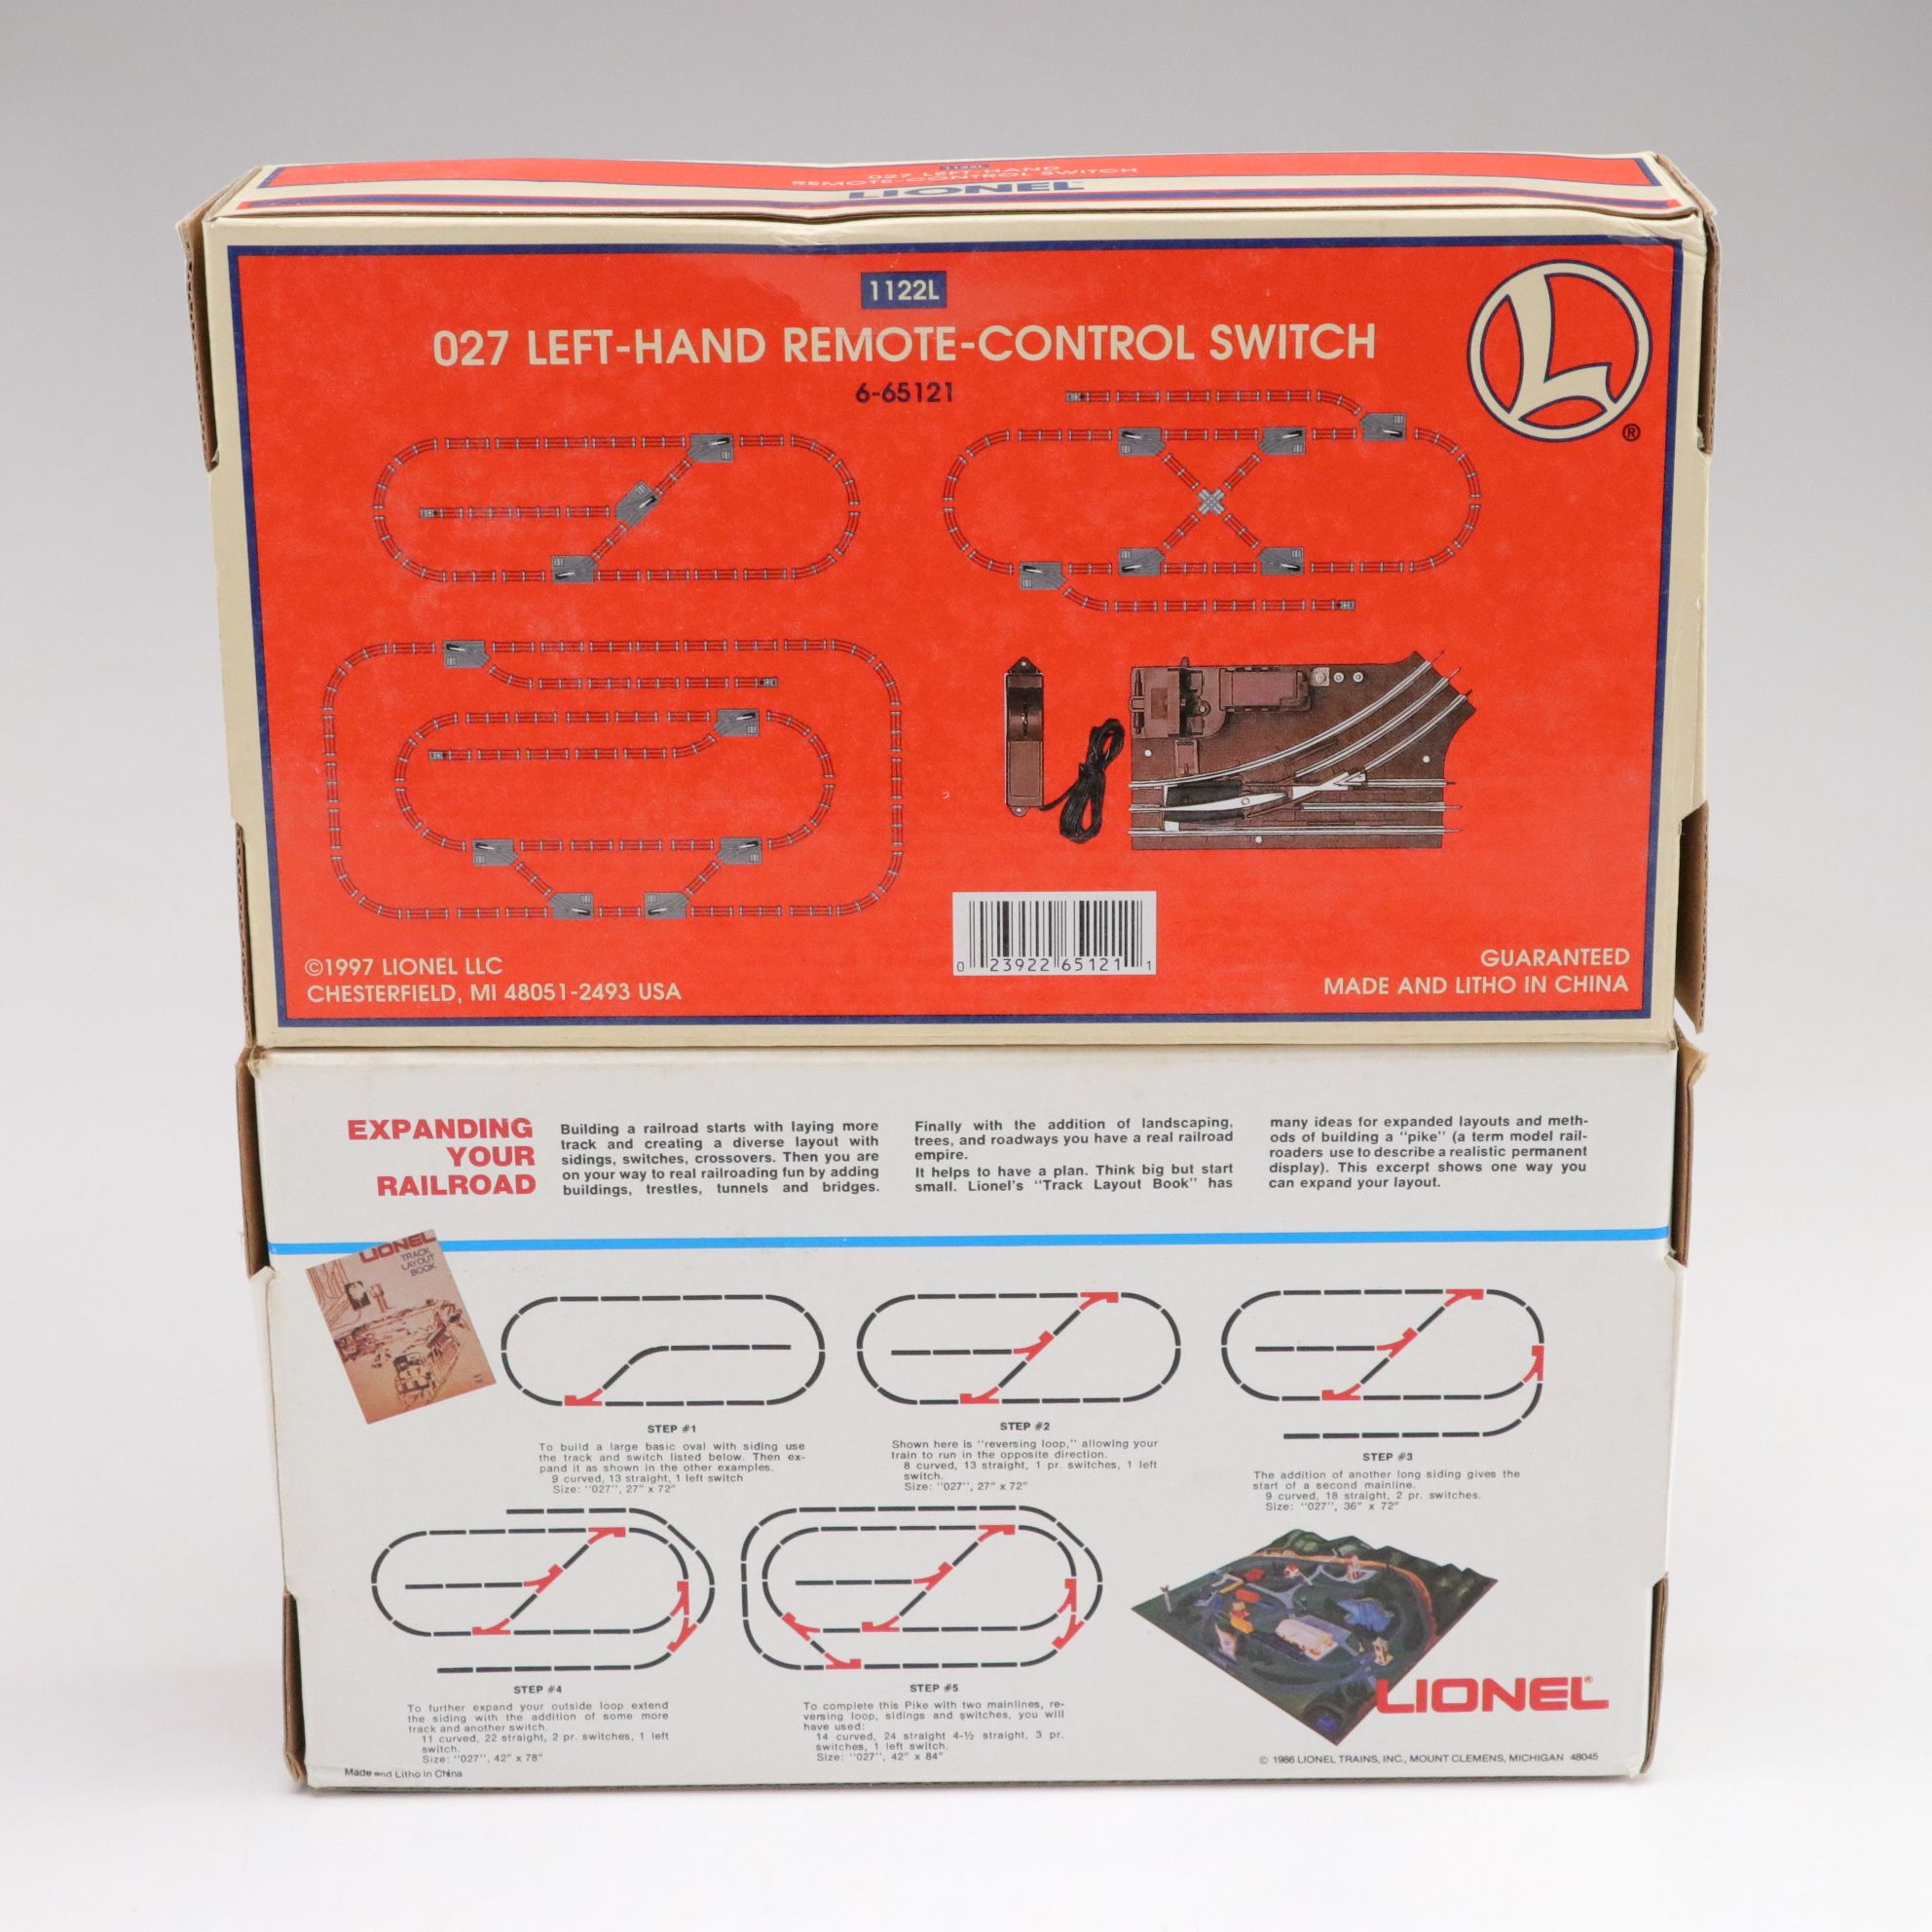 1122L
027 LEFT-HAND
REMOTE-CONTROL SWITCH
LIONEL
1122L
027 LEFT-HAND REMOTE-CONTROL SWITCH
6-65121
L
®
©1997 LIONEL LLC
CHESTERFIELD, MI 48051-2493 USA
0 23922 65121 1
GUARANTEED
MADE AND LITHO IN CHINA
EXPANDING
YOUR
RAILROAD
Building a railroad starts with laying more
track and creating a diverse layout with
sidings, switches, crossovers. Then you are
on your way to real railroading fun by adding
buildings, trestles, tunnels and bridges.
Finally with the addition of landscaping,
trees, and roadways you have a real railroad
empire.
It helps to have a plan. Think big but start
small. Lionel's "Track Layout Book" has
many ideas for expanded layouts and meth-
ods of building a "pike" (a term model rail-
roaders use to describe a realistic permanent
display). This excerpt shows one way you
can expand your layout.
LIONEL
TRACK
LAYOUT
BOOK
STEP #1
To build a large basic oval with siding use
the track and switch listed below. Then ex-
pand it as shown in the other examples.
9 curved, 13 straight, 1 left switch
Size: "027", 27" x 72"
STEP #2
Shown here is "reversing loop," allowing your
train to run in the opposite direction.
8 curved, 13 straight, 1 pr. switches, 1 left
switch.
Size: "027", 27" x 72"
STEP #3
The addition of another long siding gives the
start of a second mainline.
9 curved, 18 straight, 2 pr. switches.
Size: "027", 36" x 72"
STEP #4
To further expand your outside loop extend
the siding with the addition of some more
track and another switch.
11 curved, 22 straight, 2 pr. switches, 1 left
switch.
Size: "027", 42" x 78"
STEP #5
To complete this Pike with two mainlines, re-
versing loop, sidings and switches, you will
have used:
14 curved, 24 straight 4-½ straight, 3 pr.
switches, 1 left switch.
Size: "027", 42" x 84"
LIONEL®
Made and Litho in China
© 1986 LIONEL TRAINS, INC., MOUNT CLEMENS, MICHIGAN 48045